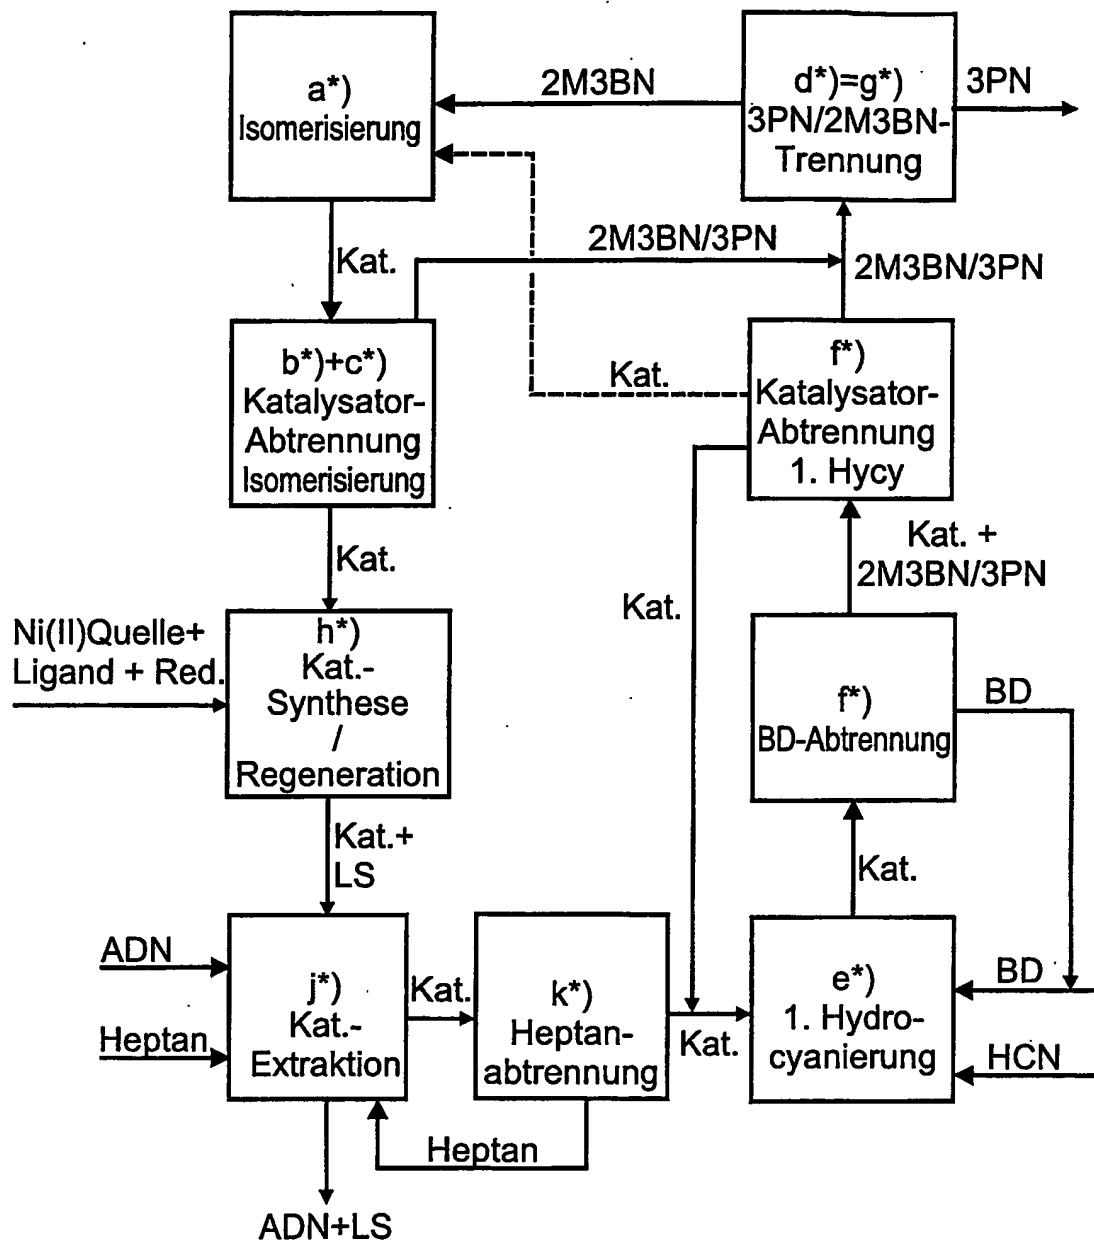 a*)
Isomerisierung
2M3BN
d*)=g*)
3PN/2M3BN-
Trennung
3PN
Kat.
2M3BN/3PN
2M3BN/3PN
b*)+c*)
Katalysator-
Abtrennung
Isomerisierung
Kat.
f*)
Katalysator-
Abtrennung
1. Hycy
Kat.
Kat. +
2M3BN/3PN
Kat.
Ni(II)Quelle+
Ligand + Red.
h*)
Kat.-
Synthese
/
Regeneration
f*)
BD-Abtrennung
BD
Kat.+
LS
Kat.
ADN
Heptan
j*)
Kat.-
Extraktion
Kat.
k*)
Heptan-
abtrennung
Kat.
e*)
1. Hydro-
cyanierung
BD
HCN
Heptan
ADN+LS